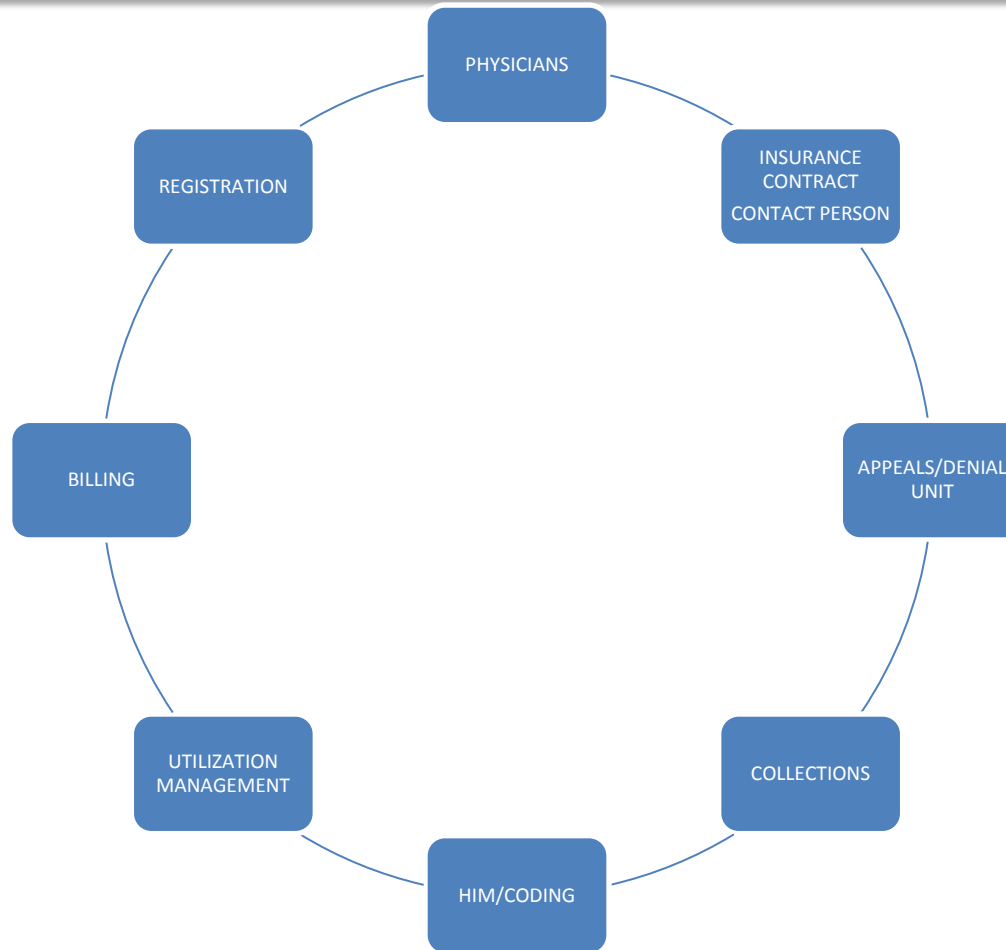 PHYSICIANS
INSURANCE
CONTRACT
CONTACT PERSON
REGISTRATION
APPEALS/DENIAL
UNIT
BILLING
COLLECTIONS
UTILIZATION
MANAGEMENT
HIM/CODING